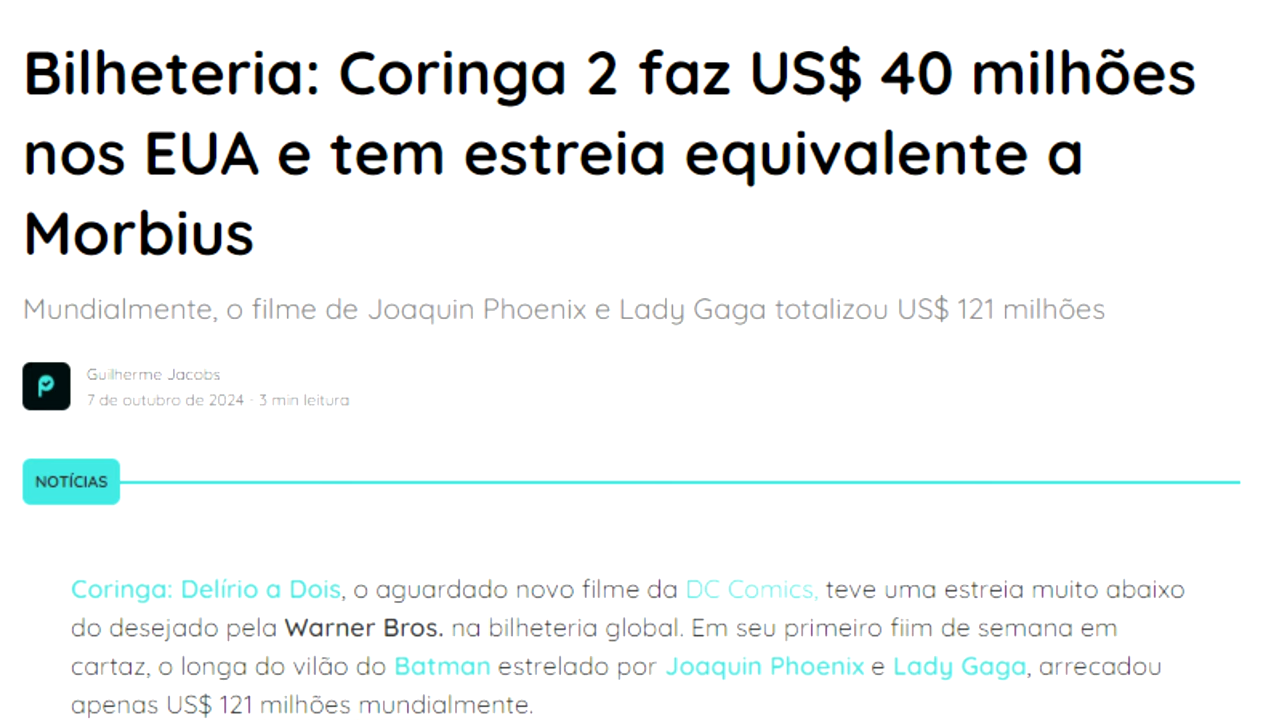 Bilheteria: Coringa 2 faz US$ 40 milhões
nos EUA e tem estreia equivalente a
Morbius
Mundialmente, o filme de Joaquin Phoenix e Lady Gaga totalizou US$ 121 milhões
Guilherme Jacobs
7 de outubro de 2024 · 3 min leitura
NOTÍCIAS
Coringa: Delírio a Dois, o aguardado novo filme da DC Comics, teve uma estreia muito abaixo
do desejado pela Warner Bros. na bilheteria global. Em seu primeiro fiim de semana em
cartaz, o longa do vilão do Batman estrelado por Joaquin Phoenix e Lady Gaga, arrecadou
apenas US$ 121 milhões mundialmente.